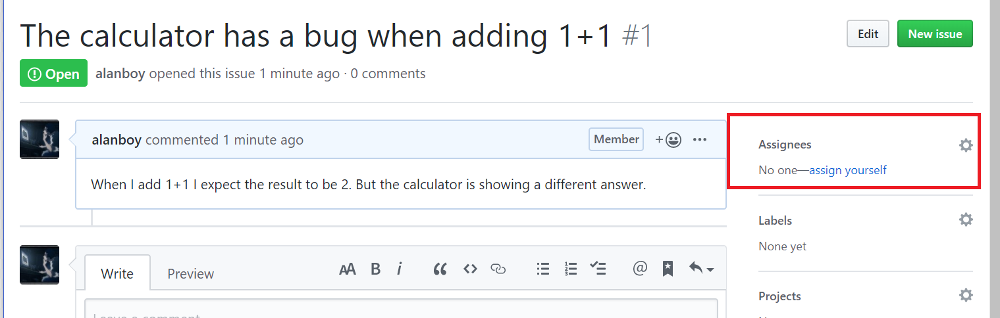 The calculator has a bug when adding 1+1 #1
Edit
New issue
Open
alanboy opened this issue 1 minute ago · 0 comments
alanboy commented 1 minute ago
Member
When I add 1+1 I expect the result to be 2. But the calculator is showing a different answer.
Assignees
No one—assign yourself
Labels
None yet
Projects
Write
Preview
Leave a comment